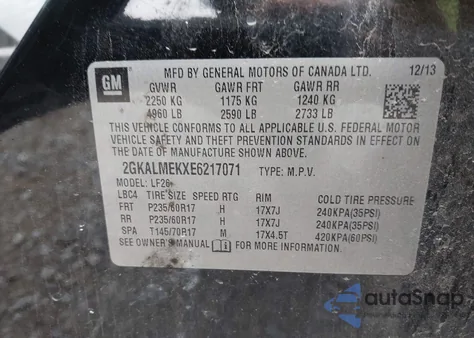 GM
MFD BY GENERAL MOTORS OF CANADA LTD. 12/13
GVWR GAWR FRT GAWR RR
2250 KG 1175 KG 1240 KG
4960 LB 2590 LB 2733 LB
THIS VEHICLE CONFORMS TO ALL APPLICABLE U.S. FEDERAL MOTOR
VEHICLE SAFETY AND THEFT PREVENTION STANDARDS IN EFFECT
ON THE DATE OF MANUFACTURE SHOWN ABOVE.
2GKALMEKXE6217071 TYPE: M.P.V.
MODEL: LF26
LBC4 TIRE SIZE SPEED RTG RIM COLD TIRE PRESSURE
FRT P235/60R17 H 17X7J 240KPA(35PSI)
RR P235/60R17 H 17X7J 240KPA(35PSI)
SPA T145/70R17 M 17X4.5T 420KPA(60PSI)
SEE OWNER'S MANUAL FOR MORE INFORMATION.
autoSnap